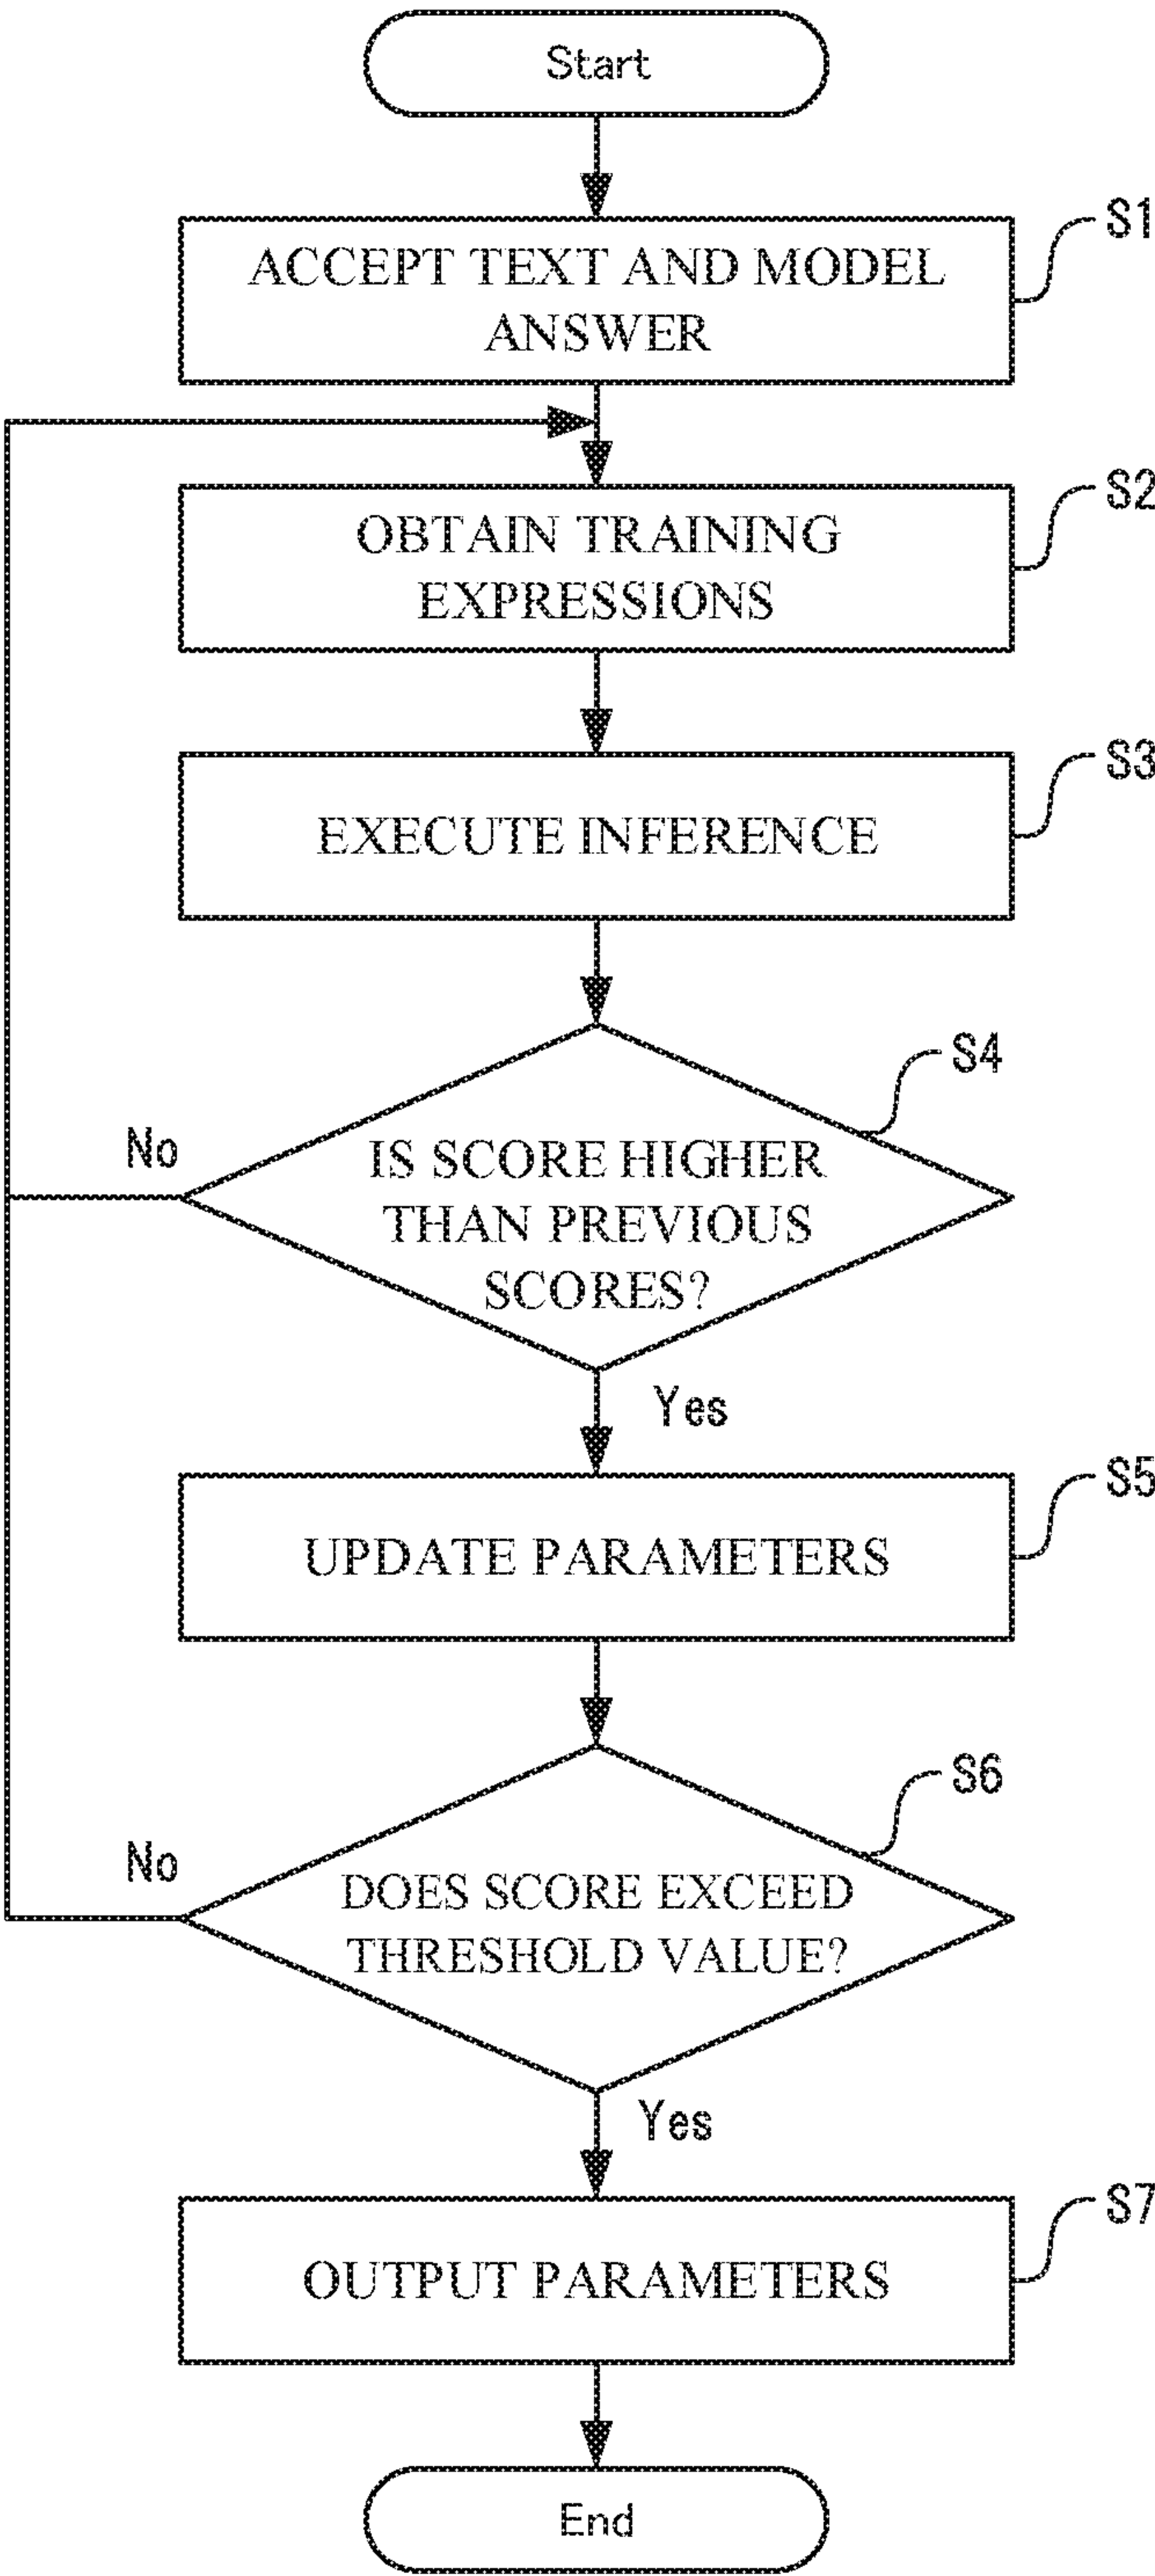 Start
S1
ACCEPT TEXT AND MODEL
ANSWER
S2
OBTAIN TRAINING
EXPRESSIONS
S3
EXECUTE INFERENCE
S4
No
IS SCORE HIGHER
THAN PREVIOUS
SCORES?
Yes
S5
UPDATE PARAMETERS
S6
No
DOES SCORE EXCEED
THRESHOLD VALUE?
Yes
S7
OUTPUT PARAMETERS
End